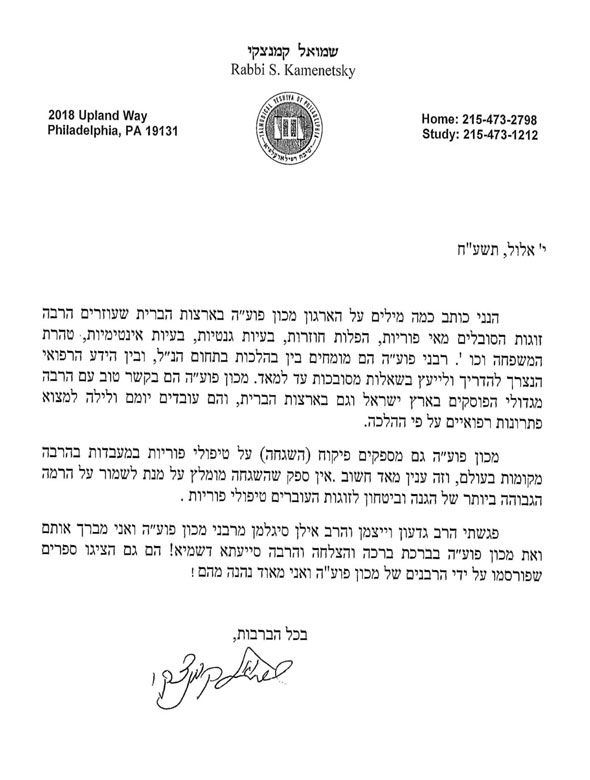 שמואל קמנצקי
Rabbi S. Kamenetsky
2018 Upland Way
Philadelphia, PA 19131
TALMUDICAL YESHIVA OF PHILADELPHIA
ישיבת דפילאדלפיא
Home: 215-473-2798
Study: 215-473-1212
י' אלול, תשע"ח
הנני כותב כמה מילים על הארגון מכון פוע"ה בארצות הברית שעוזרים הרבה
זוגות הסובלים מאי פוריות, הפלות חוזרות, בעיות גנטיות, בעיות אינטימיות, טהרת
המשפחה וכו '. רבני פוע"ה הם מומחים בין בהלכות בתחום הנ"ל, ובין הידע הרפואי
הנצרך להדריך ולייעץ בשאלות מסובכות עד למאד. מכון פוע"ה הם בקשר טוב עם הרבה
מגדולי הפוסקים בארץ ישראל וגם בארצות הברית, והם עובדים יומם ולילה למצוא
פתרונות רפואיים על פי ההלכה.
מכון פוע"ה גם מספקים פיקוח (השגחה) על טיפולי פוריות במעבדות בהרבה
מקומות בעולם, וזה ענין מאד חשוב .אין ספק שהשגחה מומלץ על מנת לשמור על הרמה
הגבוהה ביותר של הגנה וביטחון לזוגות העוברים טיפולי פוריות .
פגשתי הרב גדעון וייצמן והרב אילן סיגלמן מרבני מכון פוע"ה ואני מברך אותם
ואת מכון פוע"ה בברכת ברכה והצלחה והרבה סייעתא דשמיא! הם גם הציגו ספרים
שפורסמו על ידי הרבנים של מכון פוע"ה ואני מאוד נהנה מהם !
בכל הברכות,
שמואל קמנצקי